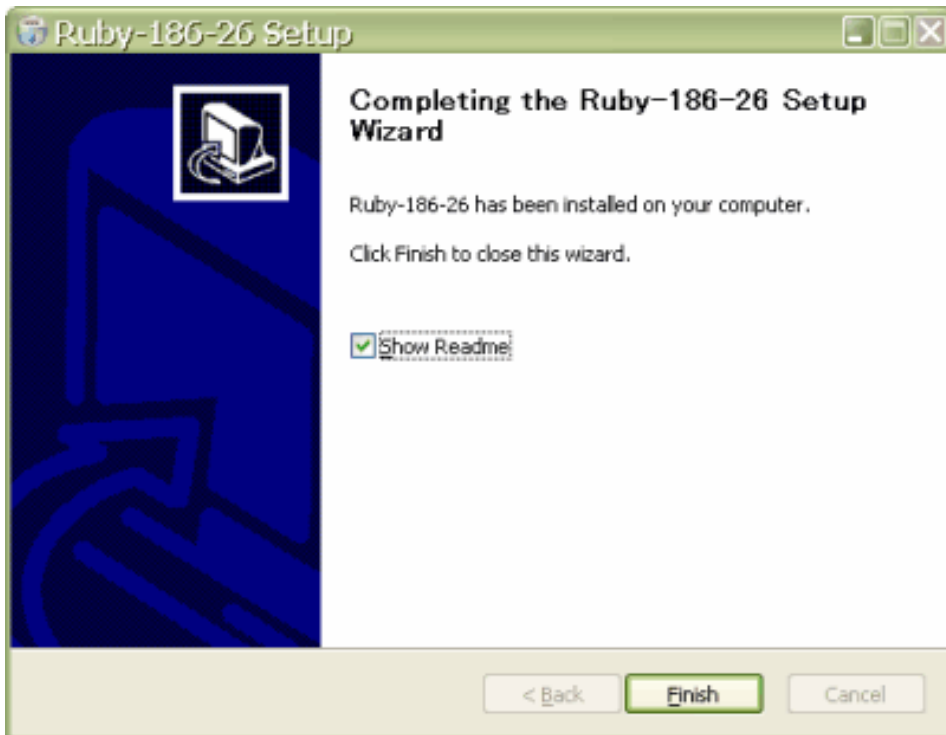 Ruby-186-26 Setup
Completing the Ruby-186-26 Setup
Wizard
Ruby-186-26 has been installed on your computer.
Click Finish to close this wizard.
Show Readme
< Back
Finish
Cancel